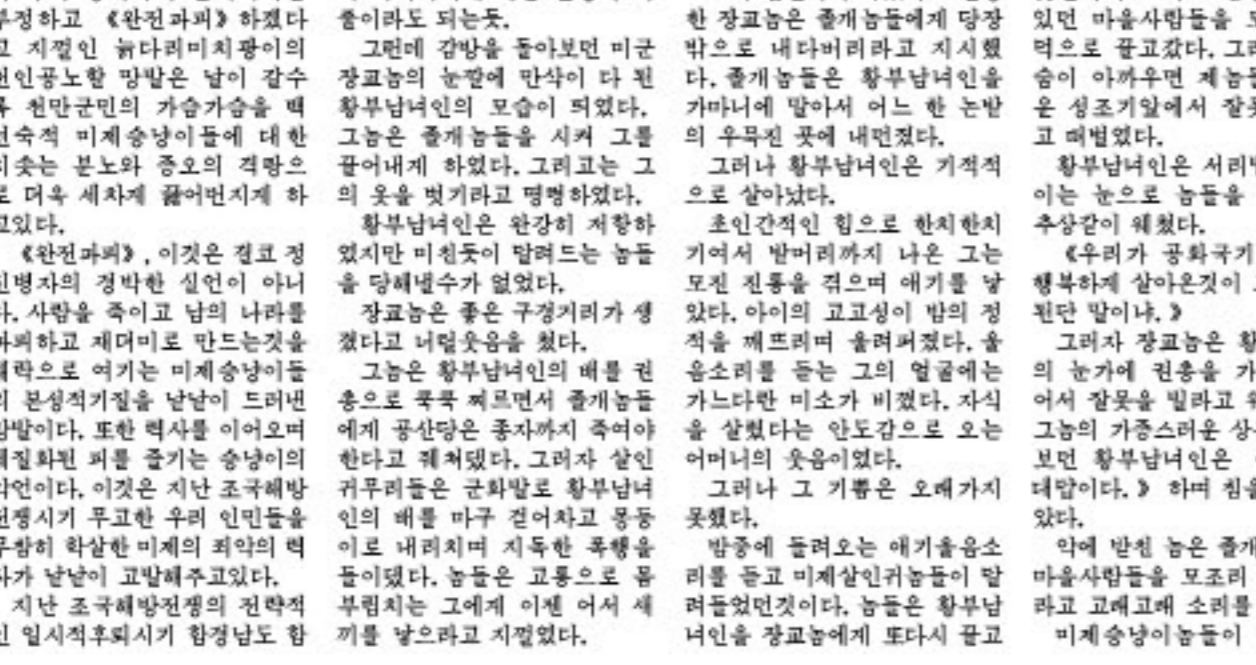 부정하고 《완전파괴》하겠다
고 지껄인 늙다리미치광이의
천인공노할 망발은 날이 갈수
록 천만군민의 가슴가슴을 백
년숙적 미제승냥이들에 대한
치솟는 분노와 증오의 격랑으
로 더욱 세차게 끓어번지게 하
고있다.
《완전파괴》, 이것은 결코 정
신병자의 경박한 실언이 아니
다. 사람을 죽이고 남의 나라를
파괴하고 재더미로 만드는것을
쾌락으로 여기는 미제승냥이들
의 본성적기질을 낱낱이 드러낸
망발이다. 또한 력사를 이어오며
체질화된 피를 즐기는 승냥이의
악언이다. 이것은 지난 조국해방
전쟁시기 무고한 우리 인민들을
무참히 학살한 미제의 죄악의 력
사가 낱낱이 고발해주고있다.
지난 조국해방전쟁의 전략적
인 일시적후퇴시기 함경남도 함
줄이라도 되는듯.
그런데 감방을 돌아보던 미군
장교놈의 눈깔에 만삭이 다 된
황부남녀인의 모습이 띄였다.
그놈은 졸개놈들을 시켜 그를
끌어내게 하였다. 그리고는 그
의 옷을 벗기라고 명령하였다.
황부남녀인은 완강히 저항하
였지만 미친듯이 달려드는 놈들
을 당해낼수가 없었다.
장교놈은 좋은 구경거리가 생
겼다고 너털웃음을 쳤다.
그놈은 황부남녀인의 배를 권
총으로 쿡쿡 찌르면서 졸개놈들
에게 공산당은 종자까지 죽여야
한다고 줴쳐댔다. 그러자 살인
귀무리들은 군화발로 황부남녀
인의 배를 마구 걷어차고 몽둥
이로 내리치며 지독한 폭행을
들이댔다. 놈들은 고통으로 몸
부림치는 그에게 이젠 어서 새
끼를 낳으라고 지껄였다.
한 장교놈은 졸개놈들에게 당장
밖으로 내다버리라고 지시했
다. 졸개놈들은 황부남녀인을
가마니에 말아서 어느 한 논밭
의 우묵진 곳에 내던졌다.
그러나 황부남녀인은 기적적
으로 살아났다.
초인간적인 힘으로 한치한치
기여서 밭머리까지 나온 그는
모진 진통을 겪으며 애기를 낳
았다. 아이의 고고성이 밤의 정
적을 깨뜨리며 울려퍼졌다. 울
음소리를 듣는 그의 얼굴에는
가느다란 미소가 비꼈다. 자식
을 살렸다는 안도감으로 오는
어머니의 웃음이였다.
그러나 그 기쁨은 오래가지
못했다.
밤중에 들려오는 애기울음소
리를 듣고 미제살인귀놈들이 달
려들었던것이다. 놈들은 황부남
녀인을 장교놈에게 또다시 끌고
있던 마을사람들을
덕으로 끌고갔다.
숨이 아까우면 제놈
은 성조기앞에서 잘
고 떠벌였다.
황부남녀인은 서리
이는 눈으로 놈들을
추상같이 웨쳤다.
《우리가 공화국기
행복하게 살아온것이
된단 말이냐.》
그러자 장교놈은 황
의 눈가에 권총을 가
어서 잘못을 빌라고
그놈의 가증스러운 상
보던 황부남녀인은
대답이다.》 하며 침을
았다.
악에 받친 놈은 졸개
마을사람들을 모조리
라고 고래고래 소리를
미제승냥이놈들이